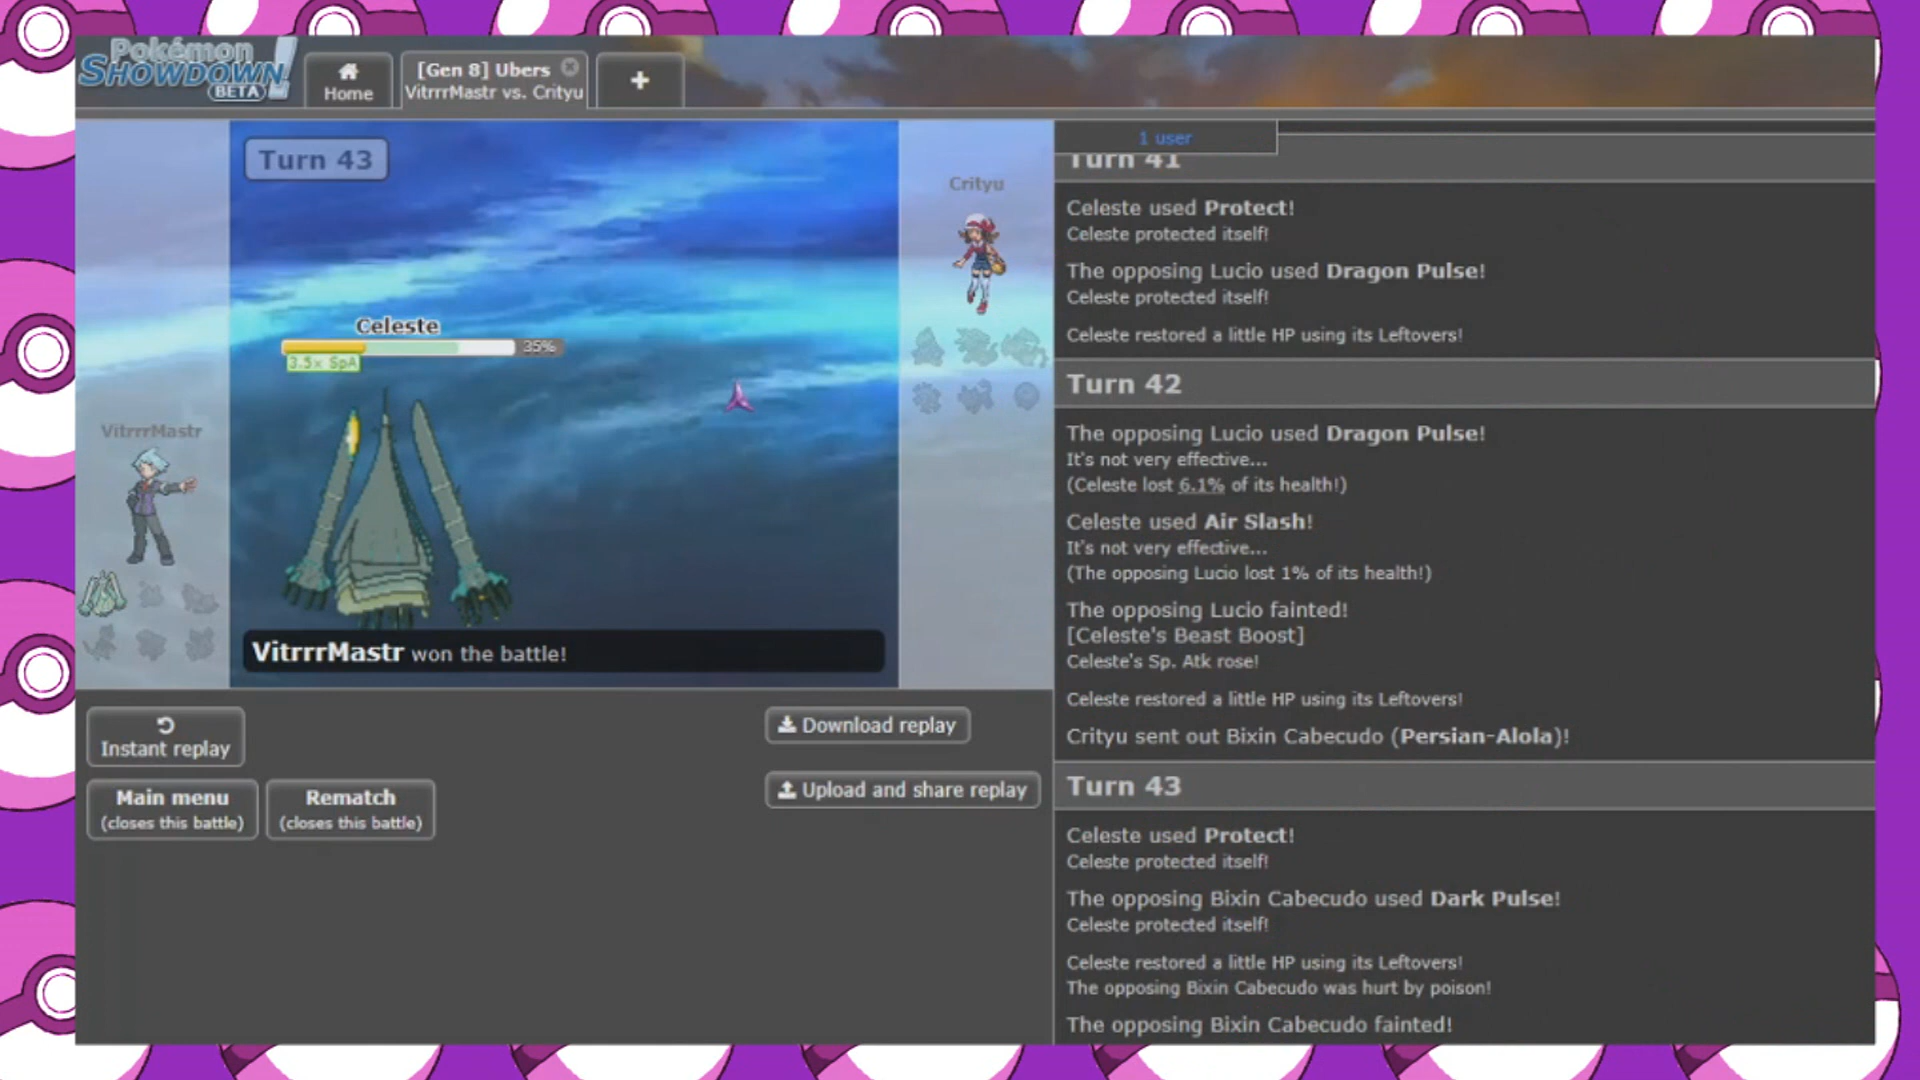 Pokémon
SHOWDOWN!
BETA
Home
[Gen 8] Ubers
VitrrrMastr vs. Crityu
Turn 43
Crityu
Celeste
35%
3.5x SpA
VitrrrMastr
VitrrrMastr won the battle!
Instant replay
Main menu
(closes this battle)
Rematch
(closes this battle)
Download replay
Upload and share replay
1 user
Turn 41
Celeste used Protect!
Celeste protected itself!
The opposing Lucio used Dragon Pulse!
Celeste protected itself!
Celeste restored a little HP using its Leftovers!
Turn 42
The opposing Lucio used Dragon Pulse!
It's not very effective...
(Celeste lost 6.1% of its health!)
Celeste used Air Slash!
It's not very effective...
(The opposing Lucio lost 1% of its health!)
The opposing Lucio fainted!
[Celeste's Beast Boost]
Celeste's Sp. Atk rose!
Celeste restored a little HP using its Leftovers!
Crityu sent out Bixin Cabecudo (Persian-Alola)!
Turn 43
Celeste used Protect!
Celeste protected itself!
The opposing Bixin Cabecudo used Dark Pulse!
Celeste protected itself!
Celeste restored a little HP using its Leftovers!
The opposing Bixin Cabecudo was hurt by poison!
The opposing Bixin Cabecudo fainted!